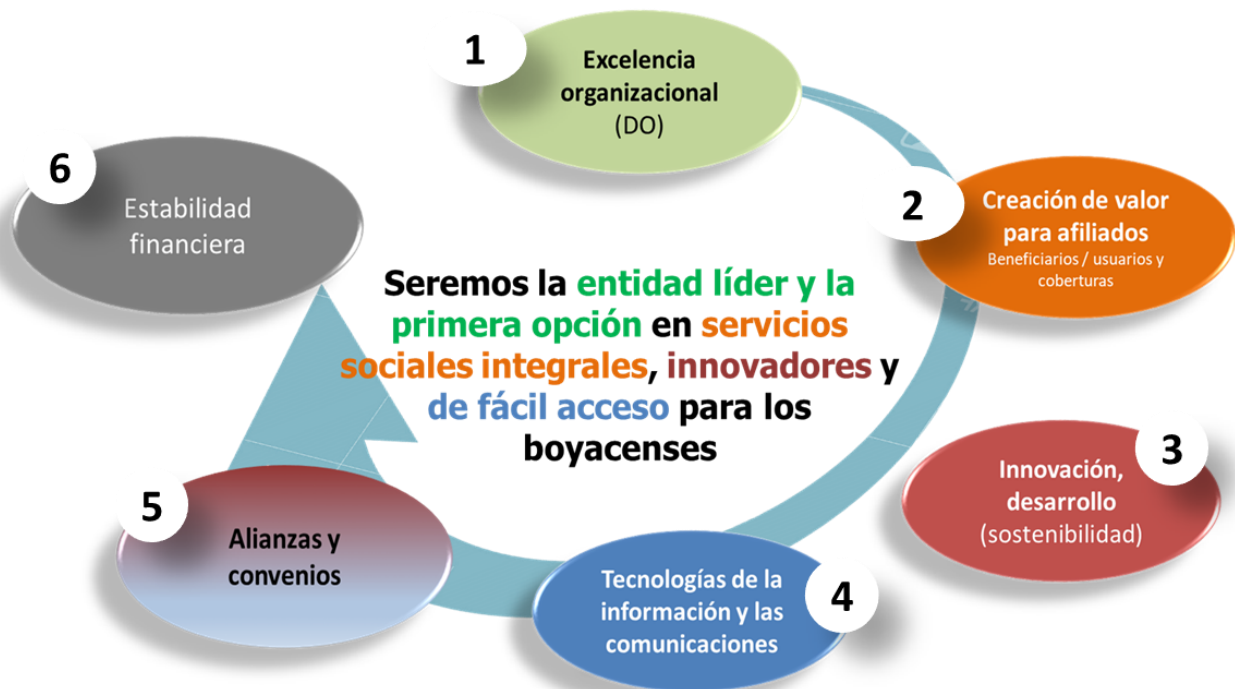 1
Excelencia
organizacional
(DO)
2
Creación de valor
para afiliados
Beneficiarios / usuarios y
coberturas
3
Innovación,
desarrollo
(sostenibilidad)
4
Tecnologías de la
información y las
comunicaciones
5
Alianzas y
convenios
6
Estabilidad
financiera
Seremos la entidad líder y la
primera opción en servicios
sociales integrales, innovadores y
de fácil acceso para los
boyacenses